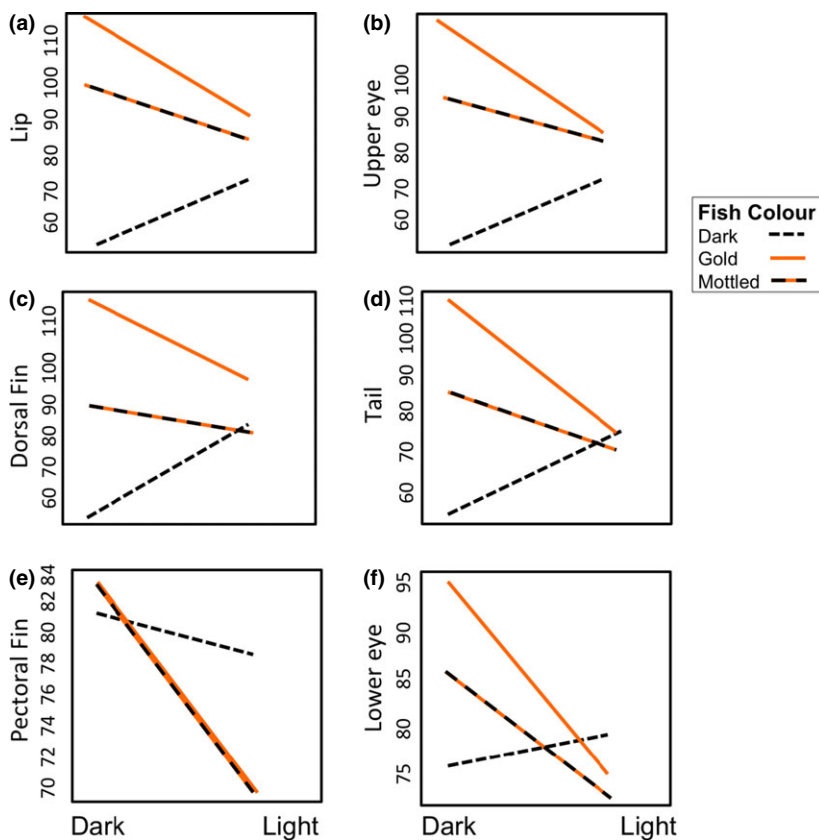 (a)
Lip
110
100
90
80
70
60
(b)
Upper eye
100
90
80
70
60
Fish Colour
Dark
Gold
Mottled
(c)
Dorsal Fin
110
100
90
80
70
60
(d)
Tail
110
100
90
80
70
60
(e)
Pectoral Fin
84
82
80
78
76
74
72
70
(f)
Lower eye
95
90
85
80
75
Dark Light
Dark Light